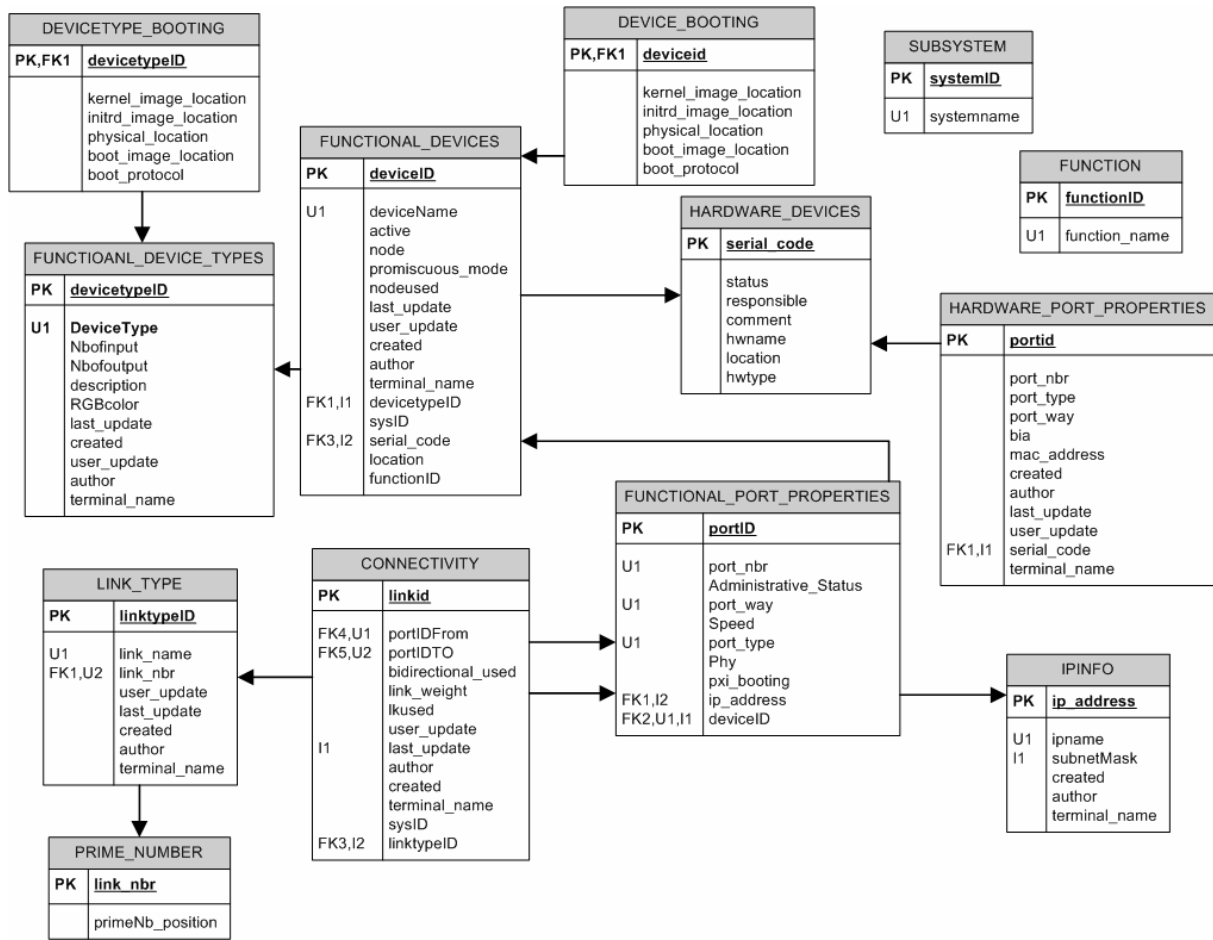 DEVICETYPE_BOOTING
PK,FK1 devicetypeID
kernel_image_location
initrd_image_location
physical_location
boot_image_location
boot_protocol
DEVICE_BOOTING
PK,FK1 deviceid
kernel_image_location
initrd_image_location
physical_location
boot_image_location
boot_protocol
SUBSYSTEM
PK systemID
U1 systemname
FUNCTIONAL_DEVICES
PK deviceID
U1 deviceName
active
node
promiscuous_mode
nodeused
last_update
user_update
created
author
terminal_name
FK1,I1 devicetypeID
sysID
FK3,I2 serial_code
location
functionID
FUNCTION
PK functionID
U1 function_name
HARDWARE_DEVICES
PK serial_code
status
responsible
comment
hwname
location
hwtype
FUNCTIOANL_DEVICE_TYPES
PK devicetypeID
U1 DeviceType
Nbofinput
Nbofoutput
description
RGBcolor
last_update
created
user_update
author
terminal_name
HARDWARE_PORT_PROPERTIES
PK portid
port_nbr
port_type
port_way
bia
mac_address
created
author
last_update
user_update
FK1,I1 serial_code
terminal_name
FUNCTIONAL_PORT_PROPERTIES
PK portID
U1 port_nbr
Administrative_Status
U1 port_way
Speed
U1 port_type
Phy
pxi_booting
FK1,I2 ip_address
FK2,U1,I1 deviceID
LINK_TYPE
PK linktypeID
U1 link_name
FK1,U2 link_nbr
user_update
last_update
created
author
terminal_name
CONNECTIVITY
PK linkid
FK4,U1 portIDFrom
FK5,U2 portIDTO
bidirectional_used
link_weight
lkused
user_update
I1 last_update
author
created
terminal_name
sysID
FK3,I2 linktypeID
IPINFO
PK ip_address
U1 ipname
I1 subnetMask
created
author
terminal_name
PRIME_NUMBER
PK link_nbr
primeNb_position